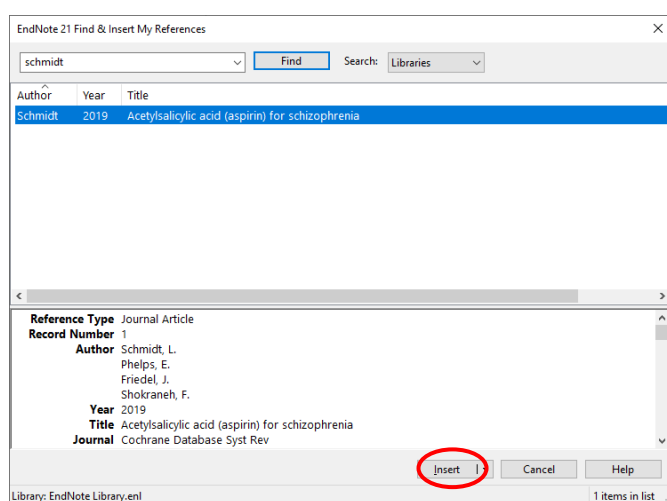 EndNote 21 Find & Insert My References
schmidt Find Search: Libraries
Author Year Title
Schmidt 2019 Acetylsalicylic acid (aspirin) for schizophrenia
Reference Type Journal Article
Record Number 1
Author Schmidt, L.
Phelps, E.
Friedel, J.
Shokraneh, F.
Year 2019
Title Acetylsalicylic acid (aspirin) for schizophrenia
Journal Cochrane Database Syst Rev
Insert Cancel Help
Library: EndNote Library.enl 1 items in list